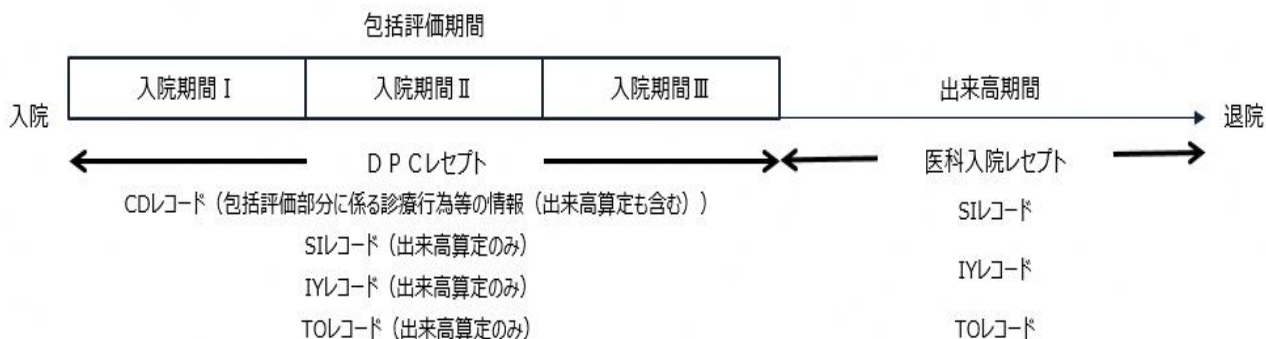 包括評価期間
入院期間Ⅰ 入院期間Ⅱ 入院期間Ⅲ 出来高期間
入院 退院
DPCレセプト 医科入院レセプト
CDレコード(包括評価部分に係る診療行為等の情報(出来高算定も含む))
SIレコード
SIレコード(出来高算定のみ)
IYレコード
IYレコード(出来高算定のみ)
TOレコード(出来高算定のみ) TOレコード